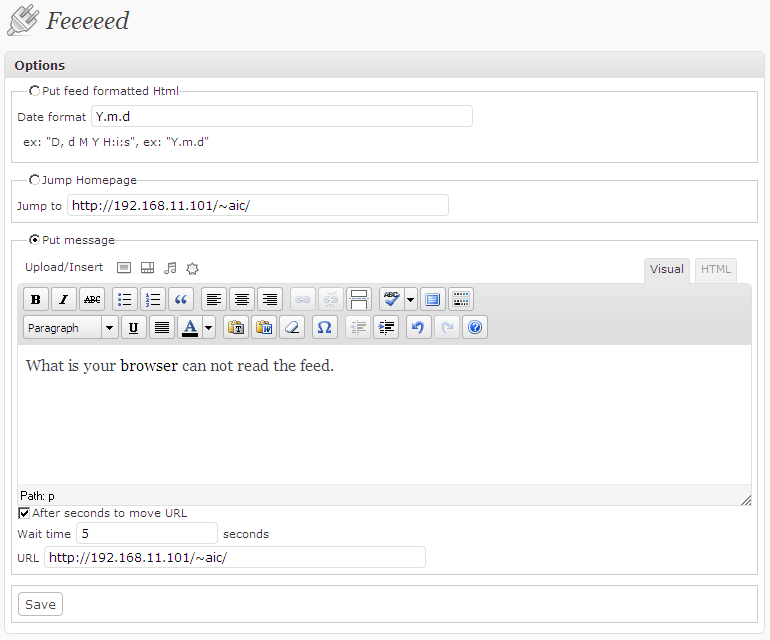 Feeeeed
Options
Put feed formatted Html
Date format Y.m.d
ex: "D, d M Y H:i:s", ex: "Y.m.d"
Jump Homepage
Jump to http://192.168.11.101/~aic/
Put message
Upload/Insert
Visual HTML
B I ABC ABC
Paragraph U A T W Ω ?
What is your browser can not read the feed.
Path: p
After seconds to move URL
Wait time 5 seconds
URL http://192.168.11.101/~aic/
Save